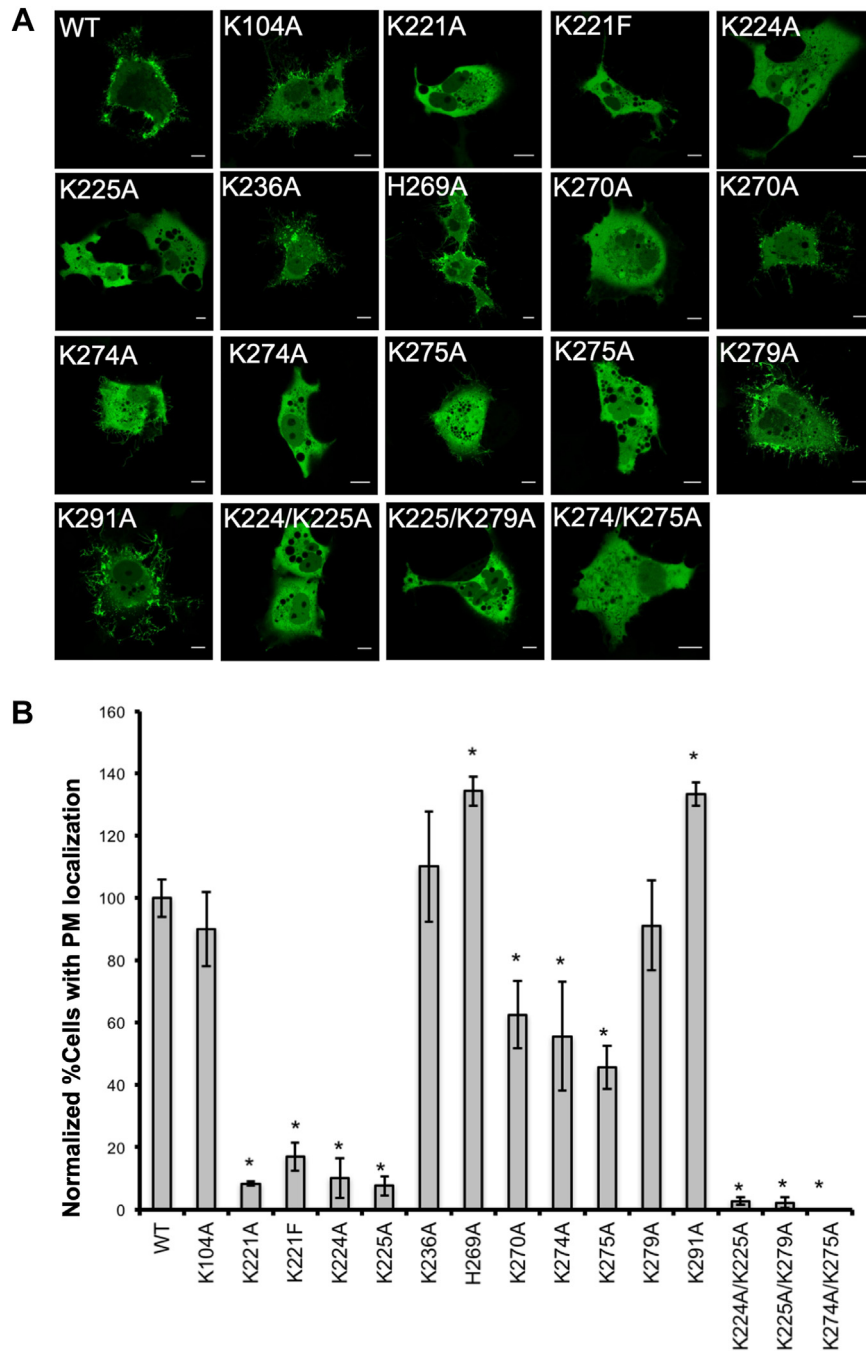 A
WT
K104A
K221A
K221F
K224A
K225A
K236A
H269A
K270A
K270A
K274A
K274A
K275A
K275A
K279A
K291A
K224/K225A
K225/K279A
K274/K275A
B
Normalized %Cells with PM localization
160
140
120
100
80
60
40
20
0
*
*
*
*
*
*
*
*
*
*
*
*
WT
K104A
K221A
K221F
K224A
K225A
K236A
H269A
K270A
K274A
K275A
K279A
K291A
K224A/K225A
K225A/K279A
K274A/K275A